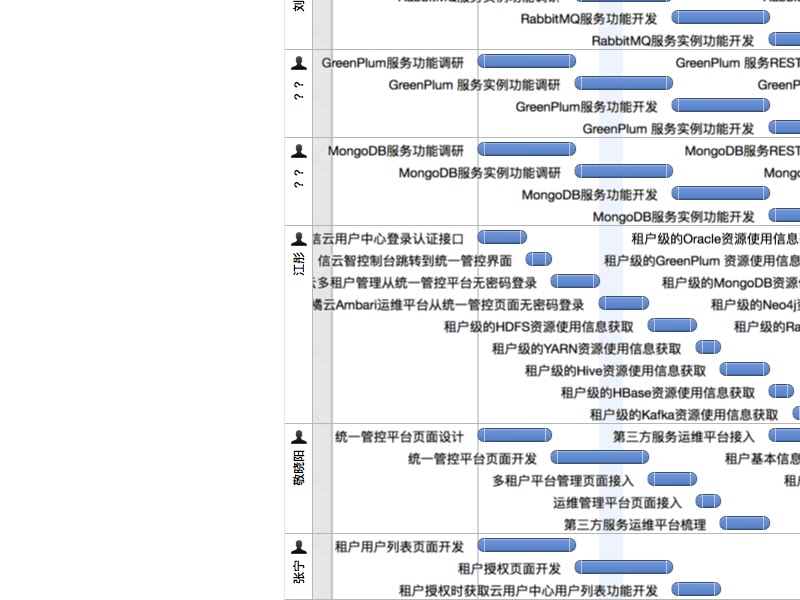 刘
RabbitMQ服务功能开发
RabbitMQ服务实例功能开发
? ?
GreenPlum服务功能调研
GreenPlum 服务REST
GreenPlum 服务实例功能调研
GreenP
GreenPlum服务功能开发
GreenPlum 服务实例功能开发
? ?
MongoDB服务功能调研
MongoDB服务REST
MongoDB服务实例功能调研
Mongo
MongoDB服务功能开发
MongoDB服务实例功能开发
江彤
信云用户中心登录认证接口
租户级的Oracle资源使用信息
信云智控制台跳转到统一管控界面
租户级的GreenPlum 资源使用信息
云多租户管理从统一管控平台无密码登录
租户级的MongoDB资源
橘云Ambari运维平台从统一管控页面无密码登录
租户级的Neo4j
租户级的HDFS资源使用信息获取
租户级的Ra
租户级的YARN资源使用信息获取
租户级的Hive资源使用信息获取
租户级的HBase资源使用信息获取
租户级的Kafka资源使用信息获取
敬晓阳
统一管控平台页面设计
第三方服务运维平台接入
统一管控平台页面开发
租户基本信息
多租户平台管理页面接入
租户
运维管理平台页面接入
第三方服务运维平台梳理
张宁
租户用户列表页面开发
租户授权页面开发
租户授权时获取云用户中心用户列表功能开发